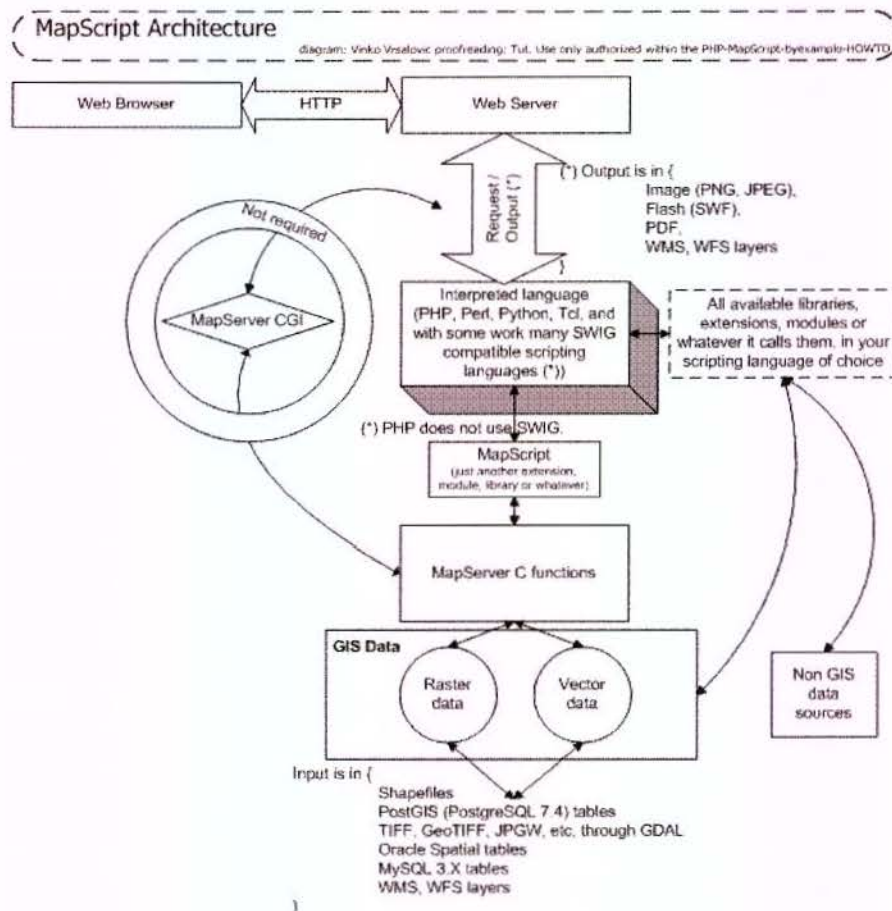 MapScript Architecture
diagram: Vinko Vrsalovic proofreading: Tut. Use only authorized within the PHP-MapScript-byexample-HOWTO
Web Browser
HTTP
Web Server
Request /
Output (*)
(*) Output is in {
Image (PNG, JPEG),
Flash (SWF),
PDF,
WMS, WFS layers
}
Not required
MapServer CGI
Interpreted language
(PHP, Perl, Python, Tcl, and
with some work many SWIG
compatible scripting
languages (*))
All available libraries,
extensions, modules or
whatever it calls them, in your
scripting language of choice
(*) PHP does not use SWIG.
MapScript
(just another extension,
module, library or whatever)
MapServer C functions
GIS Data
Raster
data
Vector
data
Non GIS
data
sources
Input is in {
Shapefiles
PostGIS (PostgreSQL 7.4) tables
TIFF, GeoTIFF, JPGW, etc, through GDAL
Oracle Spatial tables
MySQL 3.X tables
WMS, WFS layers
}